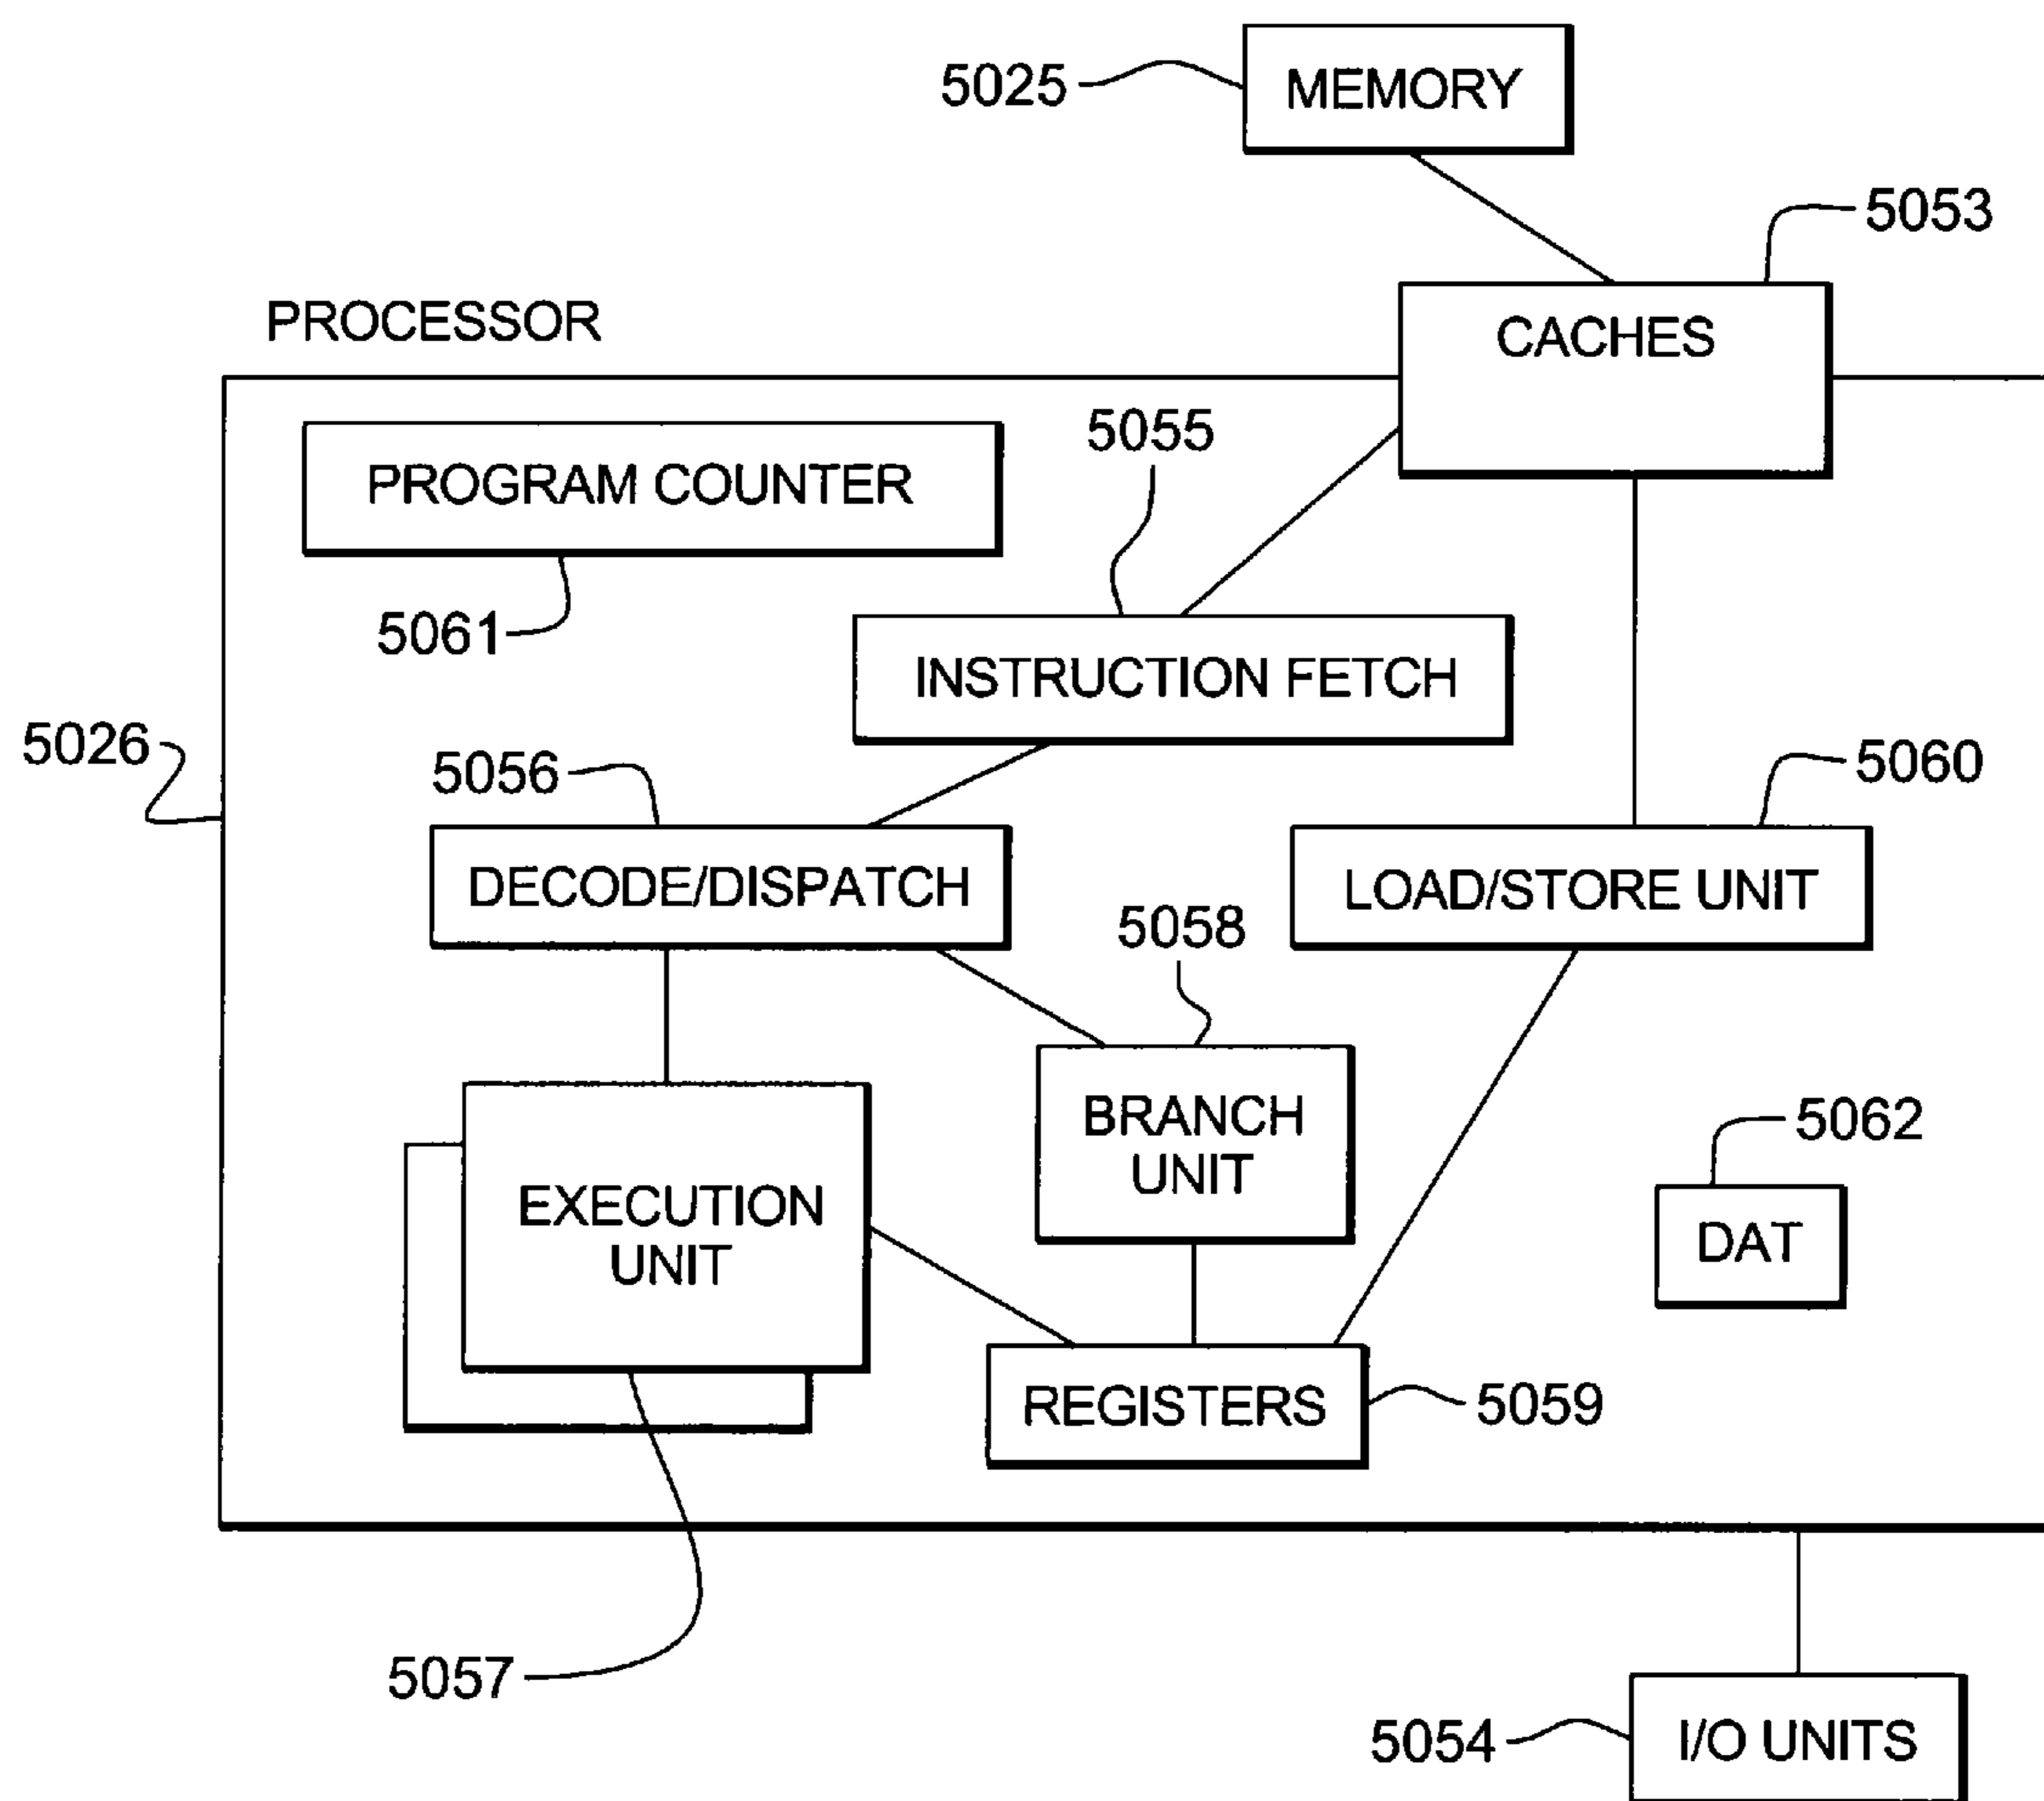 5025
MEMORY
5053
PROCESSOR
CACHES
5055
PROGRAM COUNTER
5061
INSTRUCTION FETCH
5026
5056
5060
DECODE/DISPATCH
LOAD/STORE UNIT
5058
BRANCH
UNIT
5062
EXECUTION
UNIT
DAT
REGISTERS
5059
5057
5054
I/O UNITS